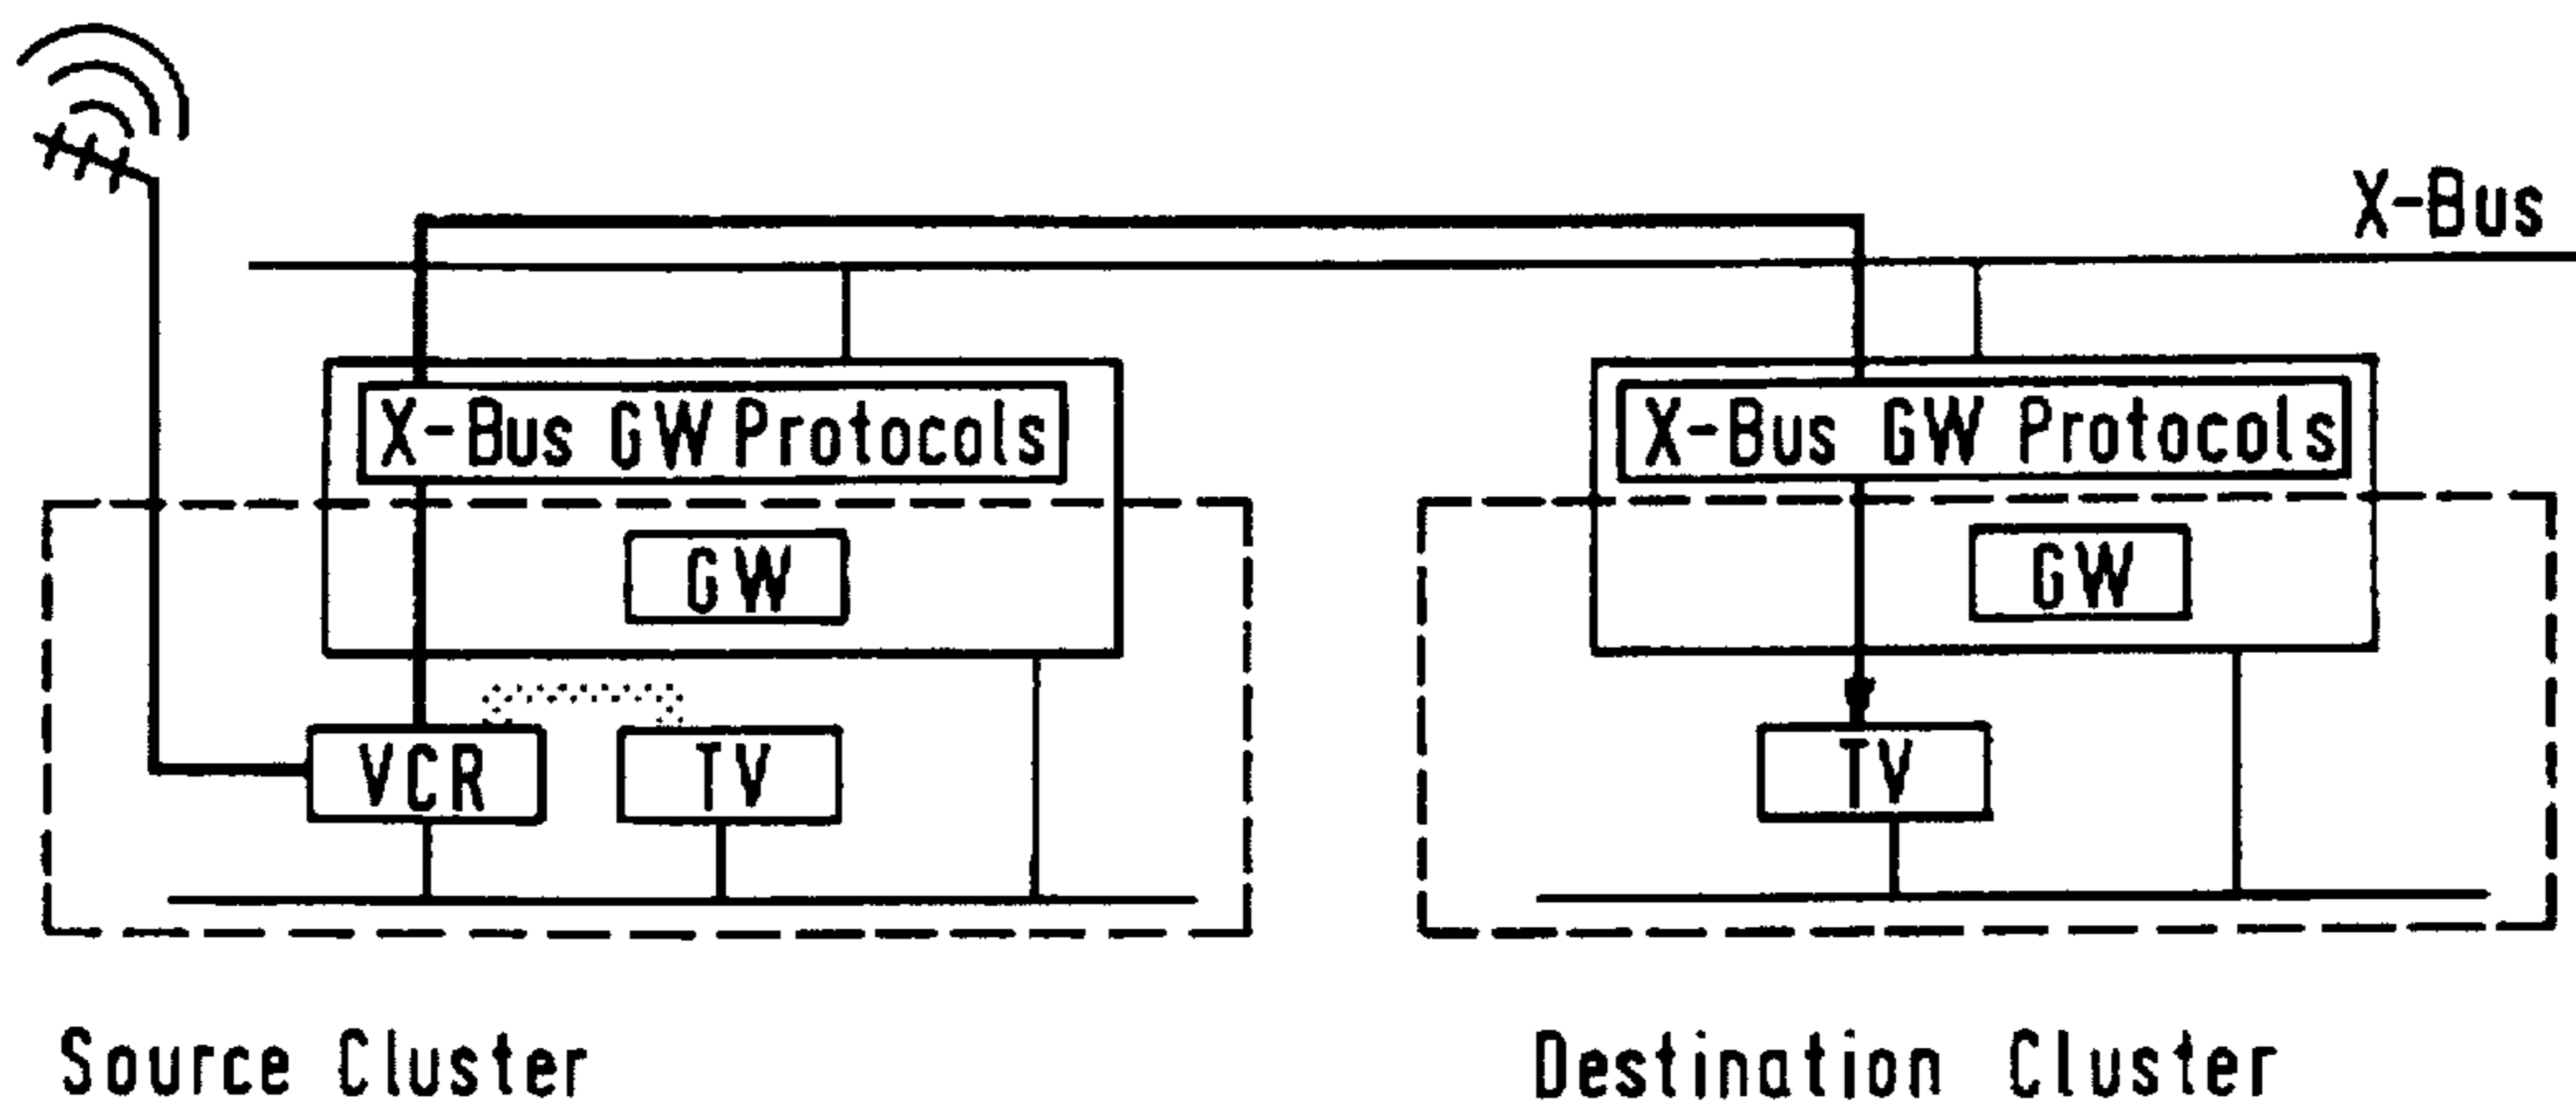 X-Bus
X-Bus GW Protocols
X-Bus GW Protocols
GW
GW
VCR
TV
TV
Source Cluster
Destination Cluster